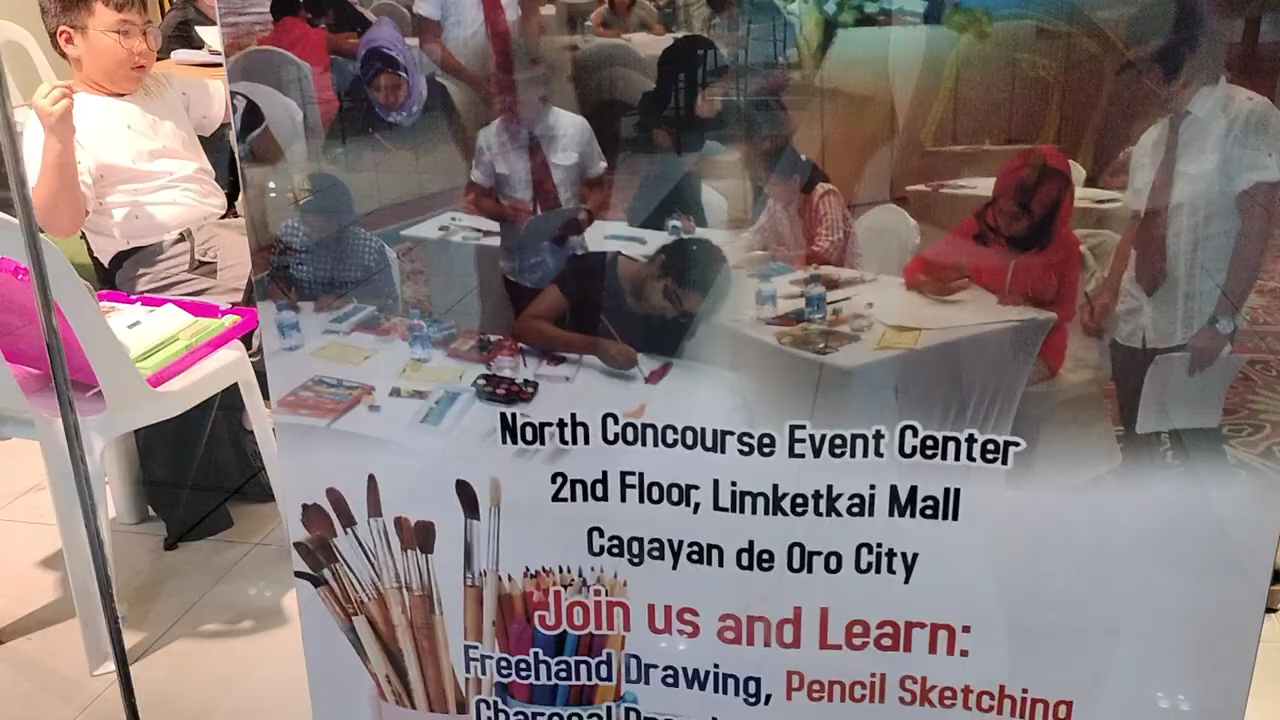 North Concourse Event Center
2nd Floor, Limketkai Mall
Cagayan de Oro City
Join us and Learn:
Freehand Drawing, Pencil Sketching
Charcoal